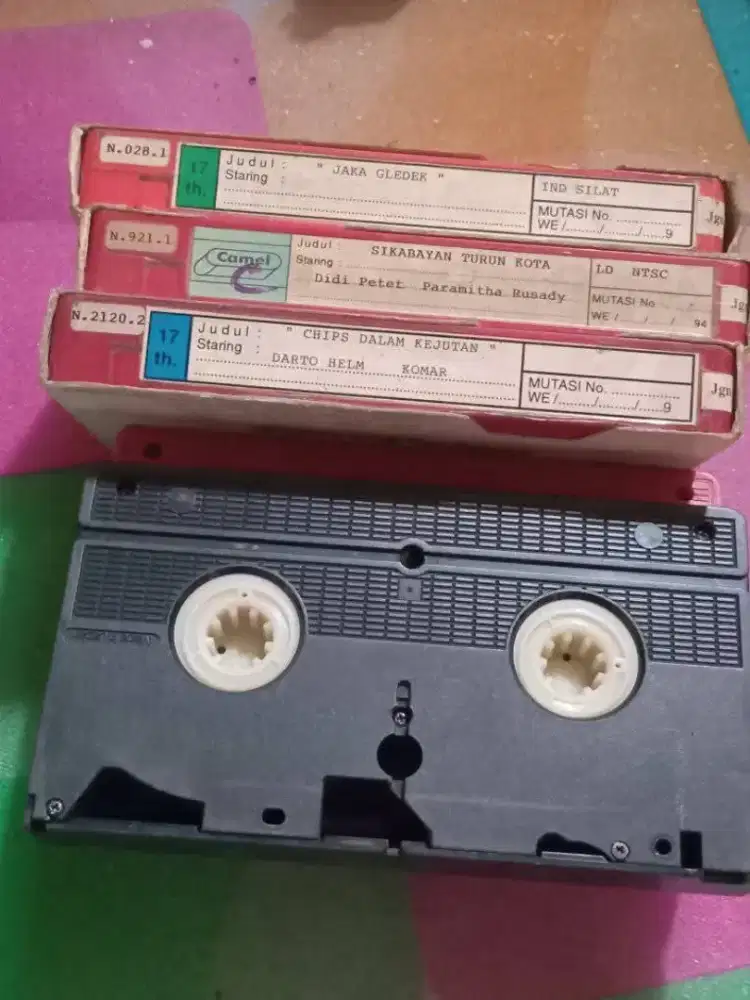 N.028.1
17 th.
Judul : " JAKA GLEDEK "
Staring :
IND SILAT
MUTASI No.
WE/........./........./.......9
Jgn
N.921.1
Camel
C
Judul : SIKABAYAN TURUN KOTA
Staring :
Didi Petet Paramitha Rusady
LD NTSC
MUTASI No
WE / / / 94
N.2120.2
17 th.
Judul : " CHIPS DALAM KEJUTAN "
Staring :
DARTO HELM KOMAR
MUTASI No.
WE/........./........./.......9
Jgn